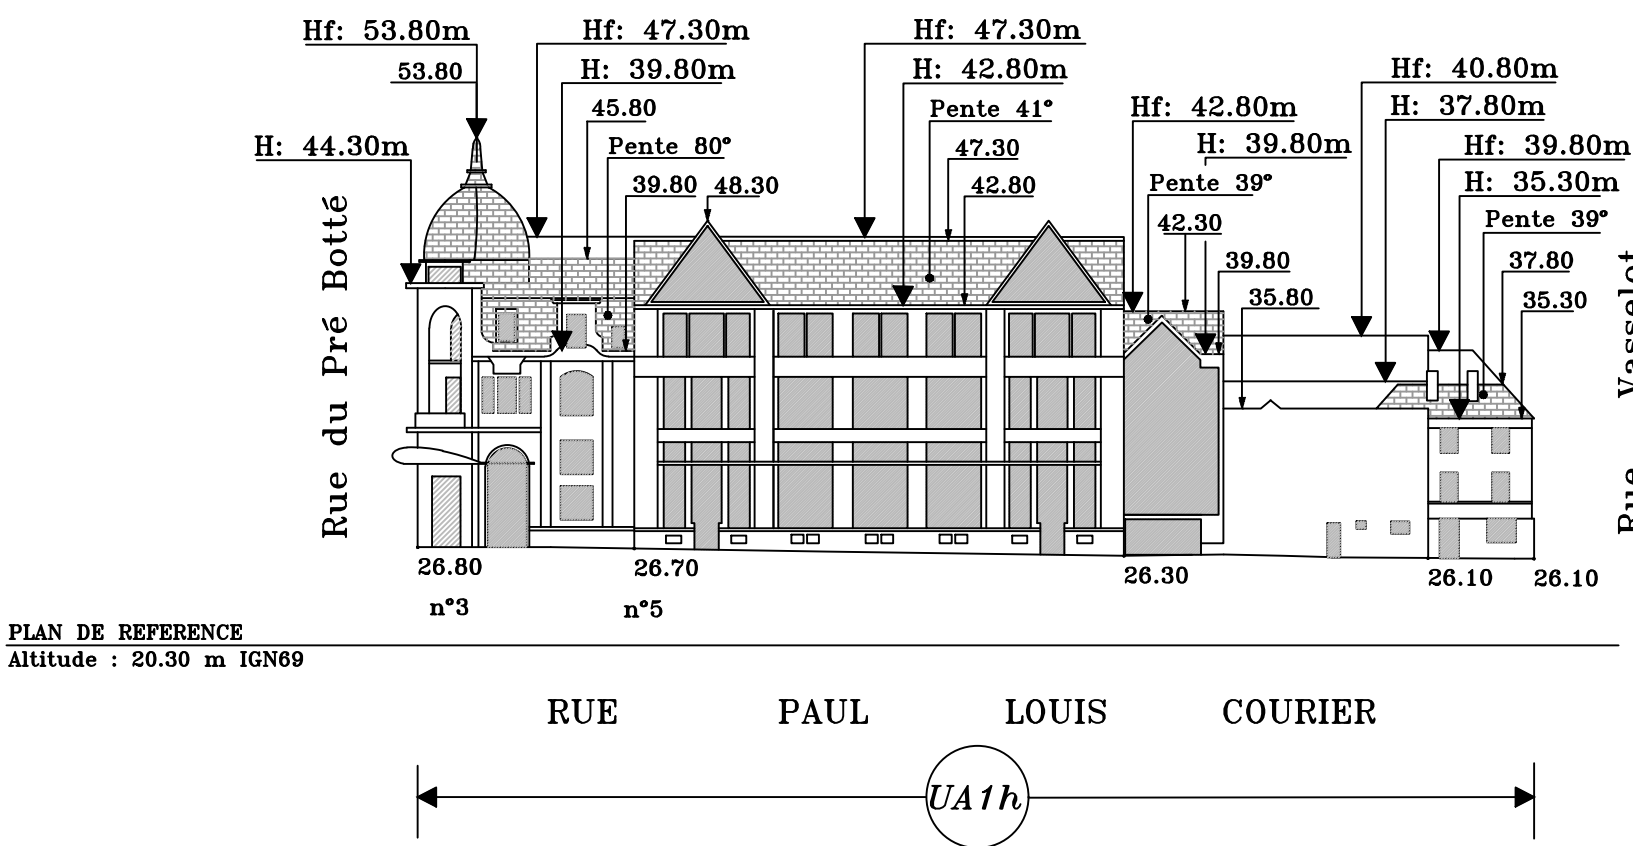 Hf: 53.80m
53.80
H: 44.30m
Hf: 47.30m
H: 39.80m
45.80
Pente 80°
39.80
48.30
Hf: 47.30m
H: 42.80m
Pente 41°
47.30
42.80
Hf: 42.80m
H: 39.80m
Pente 39°
42.30
39.80
35.80
Hf: 40.80m
H: 37.80m
Hf: 39.80m
H: 35.30m
Pente 39°
37.80
35.30
Rue du Pré Botté
Rue Vasselot
26.80
26.70
26.30
26.10
26.10
n°3
n°5
PLAN DE REFERENCE
Altitude : 20.30 m IGN69
RUE PAUL LOUIS COURIER
UA1h